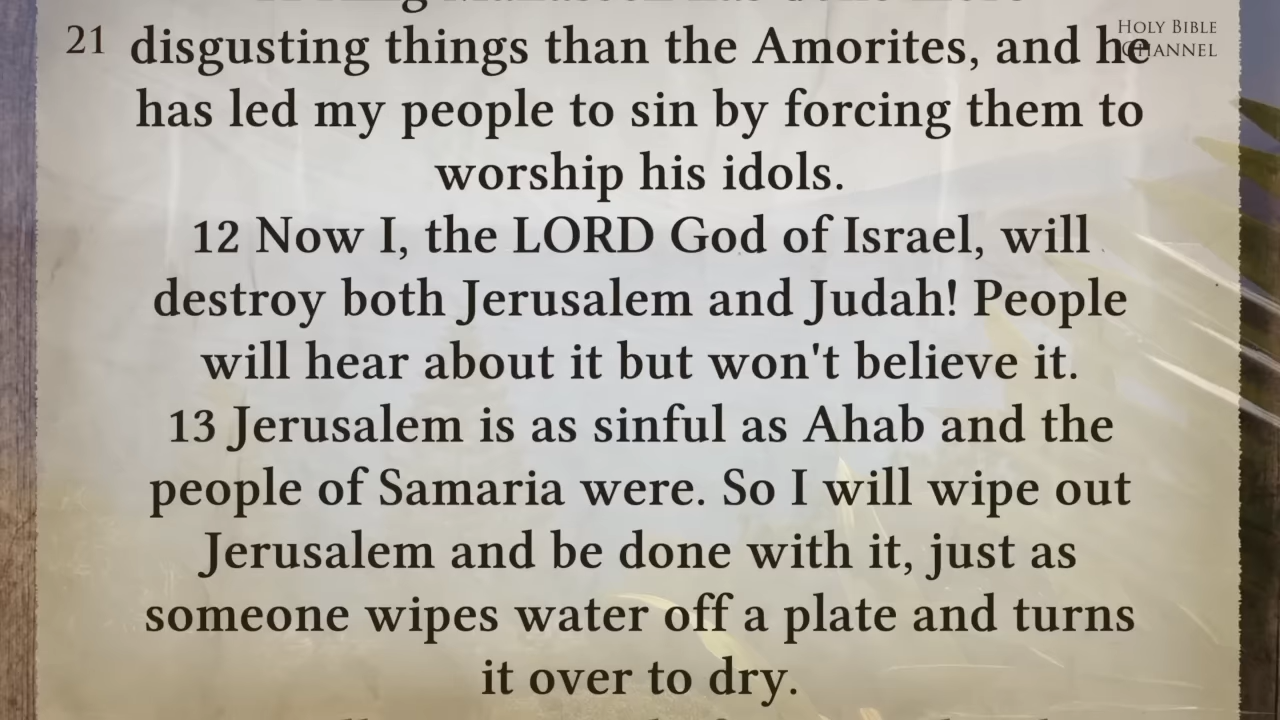 21
HOLY BIBLE
CHANNEL
disgusting things than the Amorites, and he
has led my people to sin by forcing them to
worship his idols.
12 Now I, the LORD God of Israel, will
destroy both Jerusalem and Judah! People
will hear about it but won't believe it.
13 Jerusalem is as sinful as Ahab and the
people of Samaria were. So I will wipe out
Jerusalem and be done with it, just as
someone wipes water off a plate and turns
it over to dry.